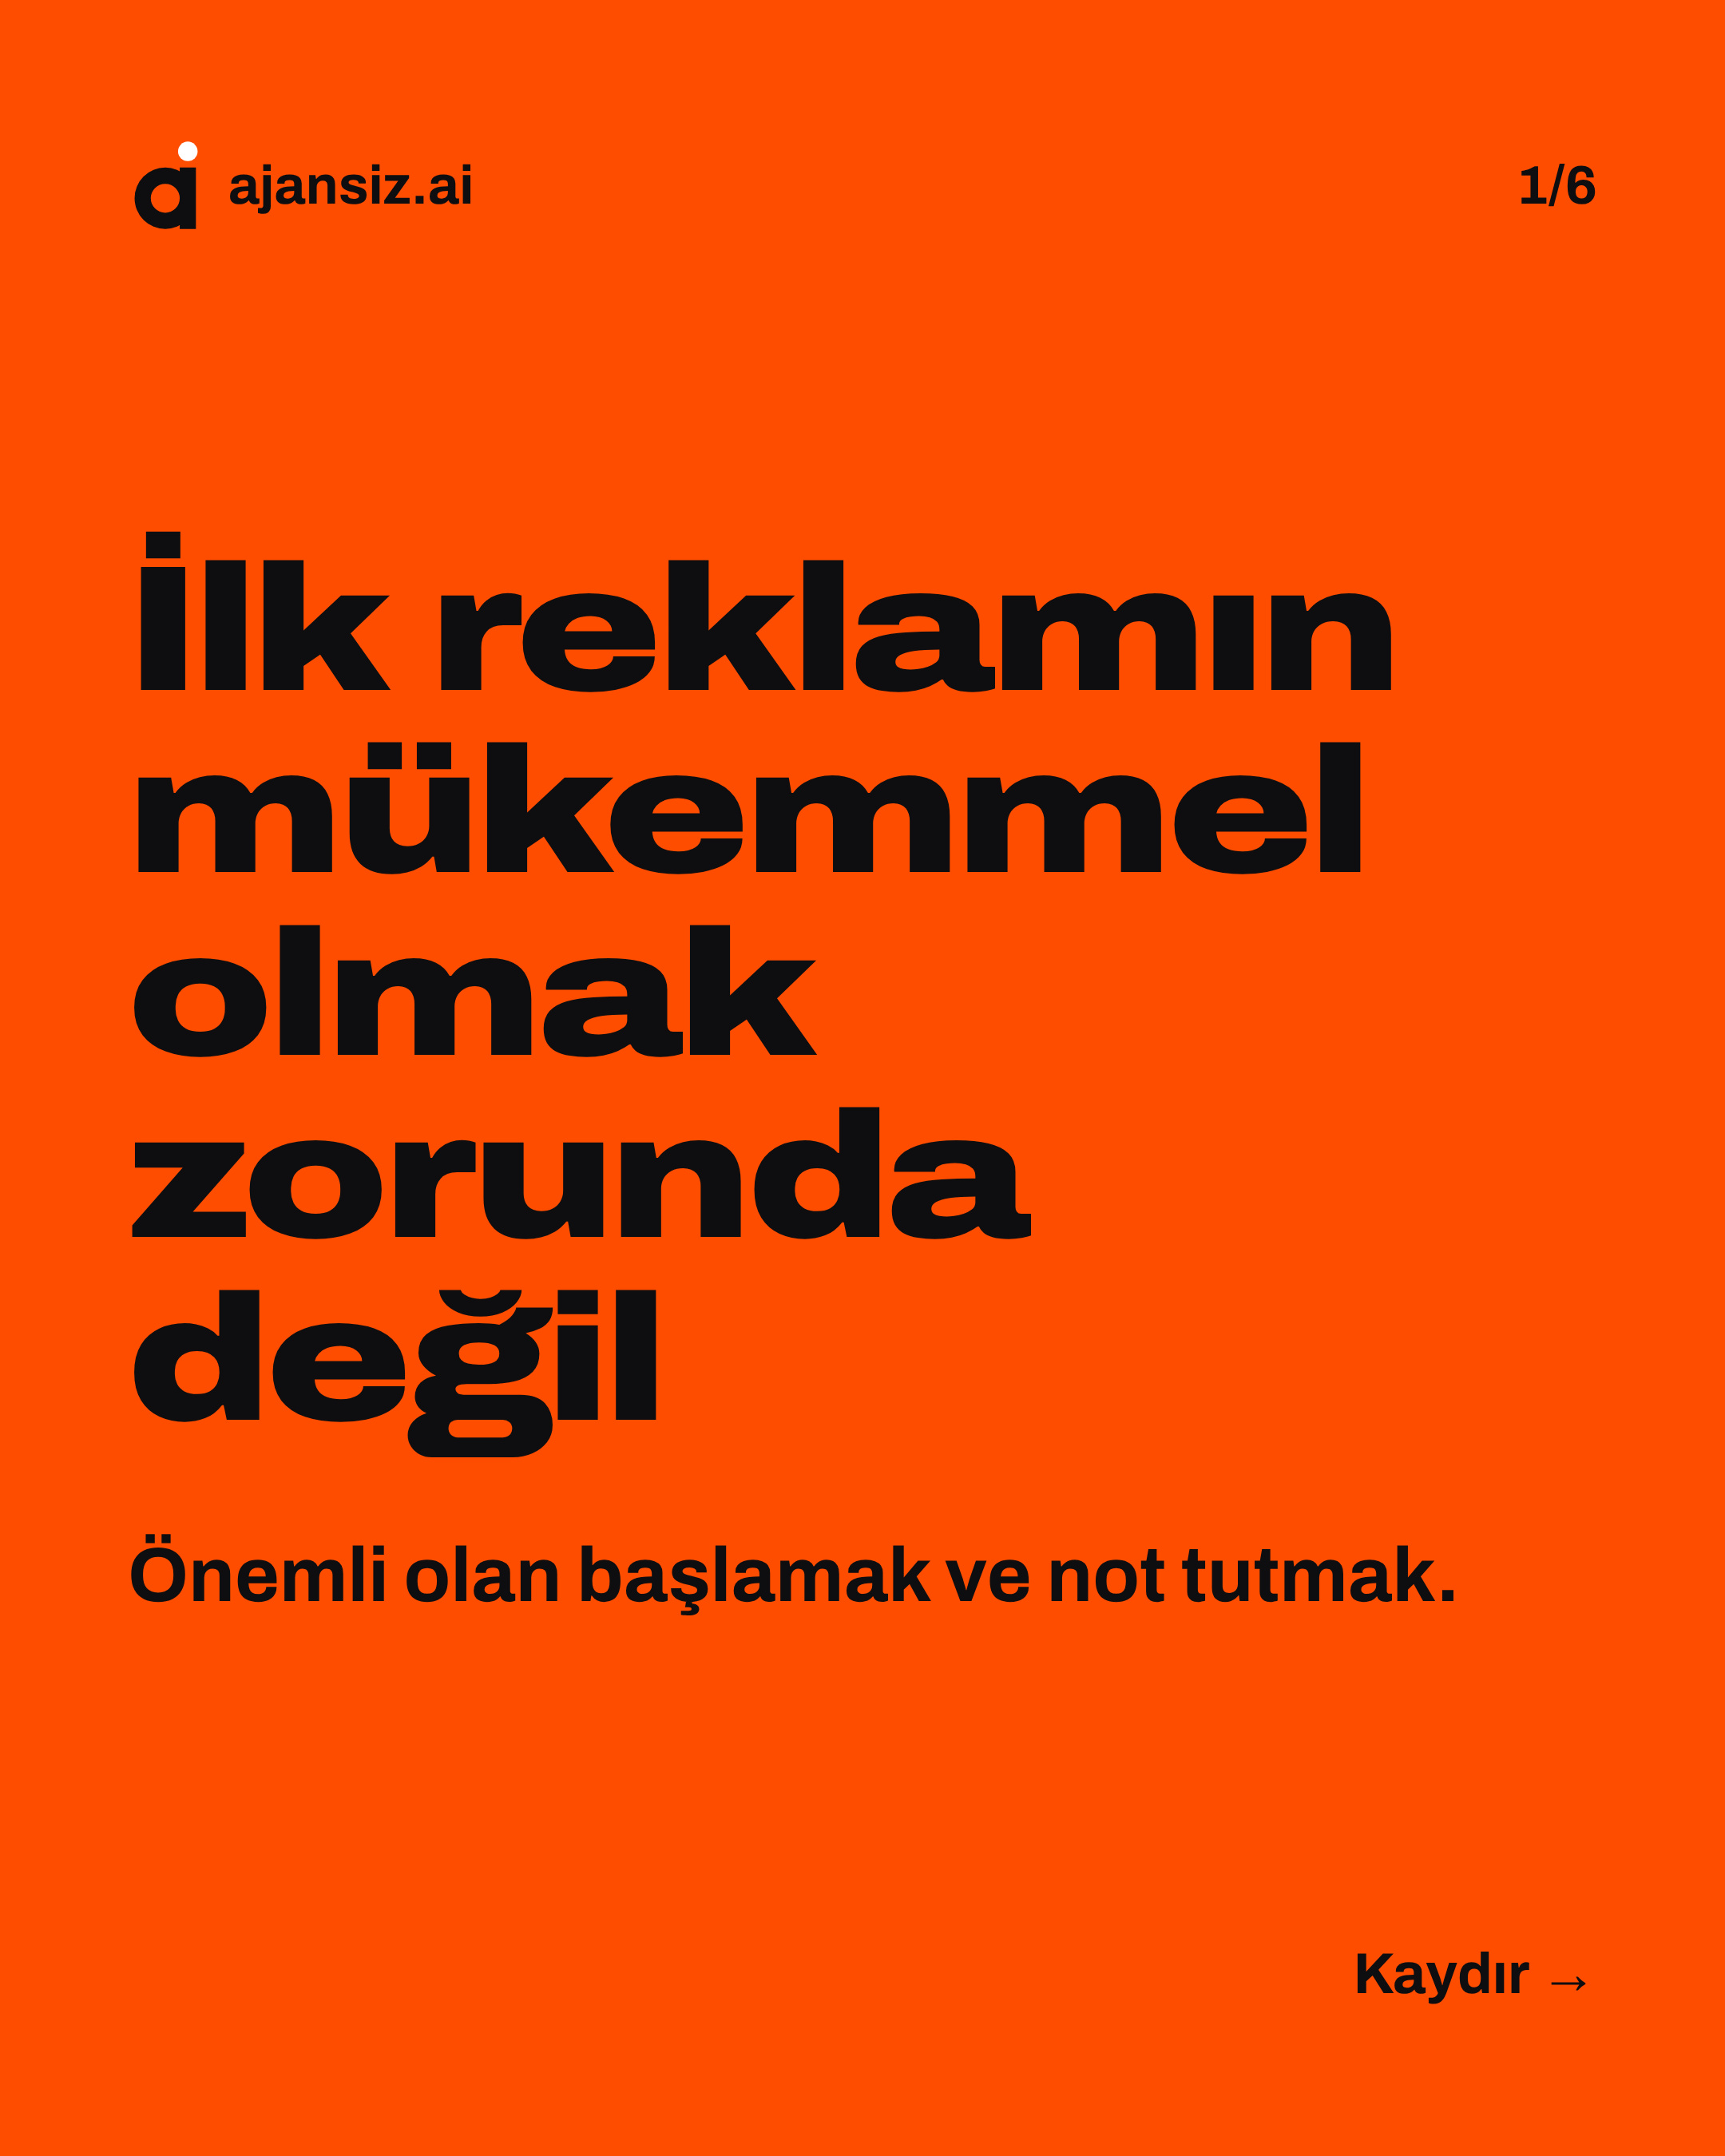 ajansiz.ai
1/6
İlk reklamın
mükemmel
olmak
zorunda
değil
Önemli olan başlamak ve not tutmak.
Kaydır →